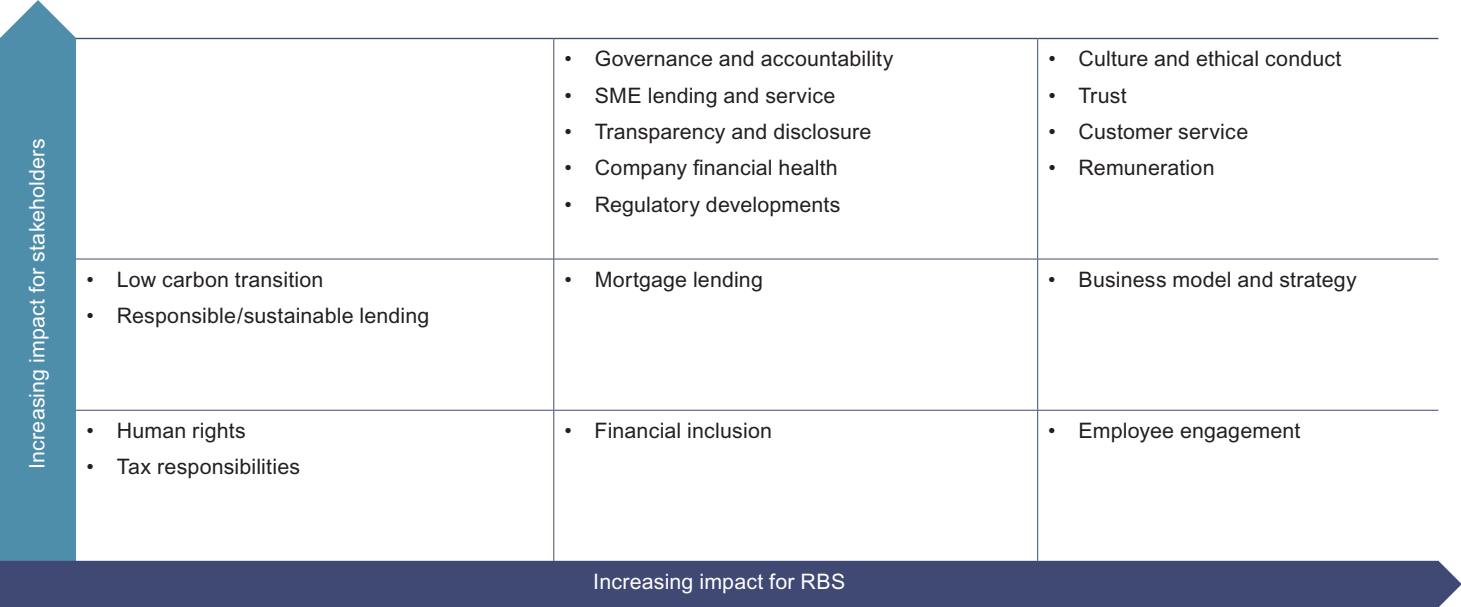 Increasing impact for stakeholders
• Governance and accountability
• SME lending and service
• Transparency and disclosure
• Company financial health
• Regulatory developments
• Culture and ethical conduct
• Trust
• Customer service
• Remuneration
• Low carbon transition
• Responsible/sustainable lending
• Mortgage lending
• Business model and strategy
• Human rights
• Tax responsibilities
• Financial inclusion
• Employee engagement
Increasing impact for RBS